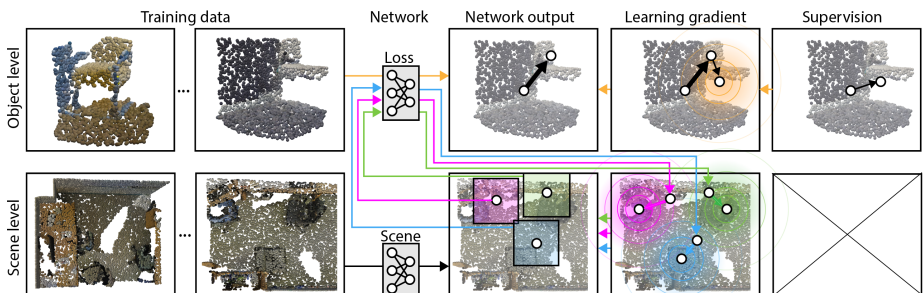 Training data
Network
Network output
Learning gradient
Supervision
Object level
...
Loss
Scene level
...
Scene